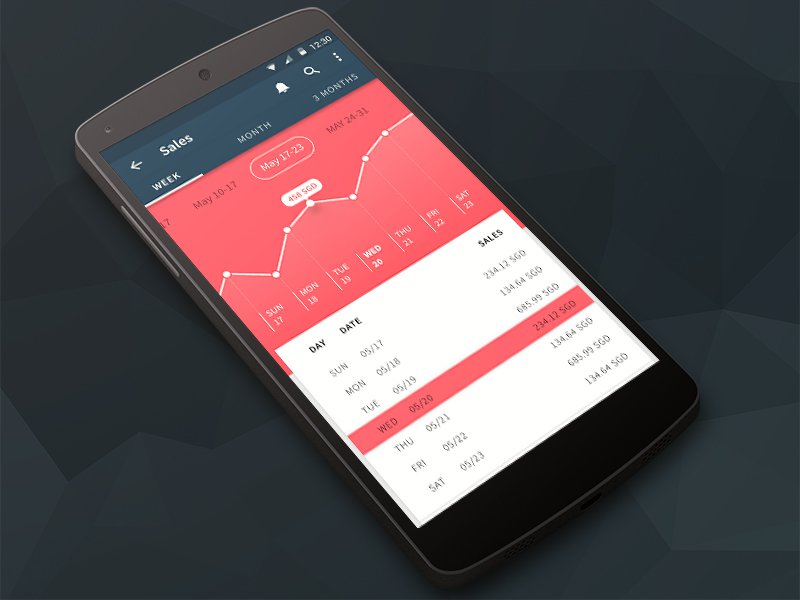 12:30
Sales
WEEK MONTH 3 MONTHS
17 May 10-17 May 17-23 MAY 24-31
458 SGD
SUN MON TUE WED THU FRI SAT
17 18 19 20 21 22 23
DAY DATE SALES
SUN 05/17 234.12 SGD
MON 05/18 134.64 SGD
TUE 05/19 685.99 SGD
WED 05/20 234.12 SGD
THU 05/21 134.64 SGD
FRI 05/22 685.99 SGD
SAT 05/23 134.64 SGD